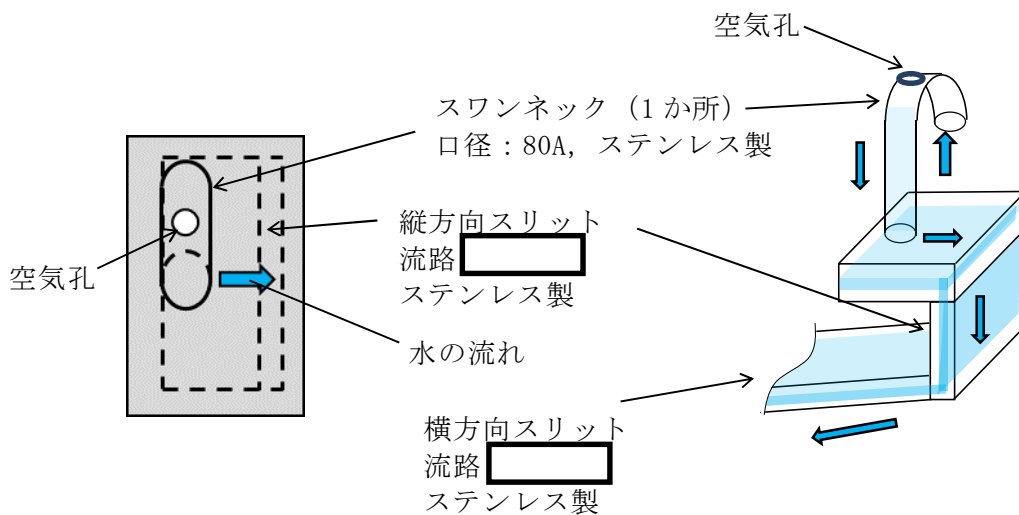 空気孔
スワンネック（1か所）
口径：80A，ステンレス製
縦方向スリット
流路
ステンレス製
空気孔
水の流れ
横方向スリット
流路
ステンレス製